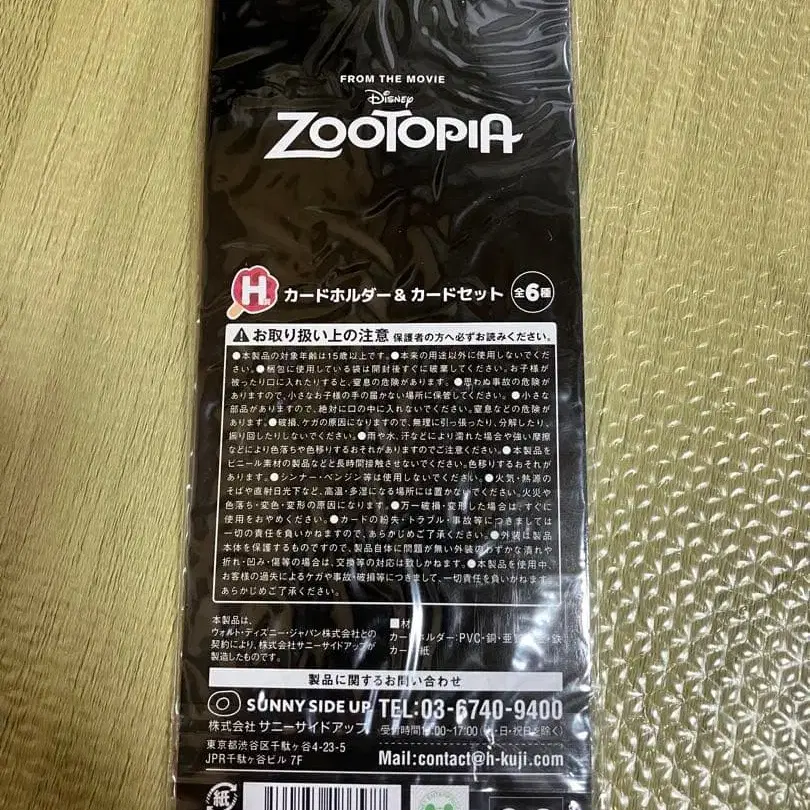 FROM THE MOVIE
Disney
ZOOTOPIA
H賞 カードホルダー&カードセット 全6種
お取り扱い上の注意 保護者の方へ必ずお読みください。
●本製品の対象年齢は15歳以上です。●本来の用途以外に使用しないでくだ
さい。●梱包に使用している袋は開封後すぐに破棄してください。お子様が
被ったり口に入れたりすると、窒息の危険があります。●思わぬ事故の危険が
ありますので、小さなお子様の手の届かない場所に保管してください。●小さな
部品がありますので、絶対に口の中に入れないでください。窒息などの危険が
あります。●破損、ケガの原因になりますので、無理に引っ張ったり、分解したり、
振り回したりしないでください。●雨や水、汗などにより濡れた場合や強い摩擦
などにより色落ちや色移りするおそれがありますのでご注意ください。●本製品を
ビニール素材の製品などと長時間接触させないでください。色移りするおそれが
あります。●シンナー・ベンジン等は使用しないでください。●火気・熱源の
そばや直射日光下など、高温・多湿になる場所には置かないでください。火災や
色落ち・変色・変形の原因になります。●万一破損・変形した場合は、すぐに
使用をおやめください。●カードの紛失・トラブル・事故等につきましては
一切の責任を負いかねますので、あらかじめご了承ください。●外装は製品
本体を保護するものですので、製品自体に問題が無い外装のわずかな潰れや
折れ・凹み・傷等の場合は、交換等の対応は致しかねます。●本製品を使用中、
お客様の過失によるケガや事故・破損等につきまして、一切責任を負いかねます。
あらかじめご了承ください。
本製品は、
ヴォルト・ディズニー・ジャパン株式会社との
契約により、株式会社サニーサイドアップが
製造したものです。
■材
カードホルダー:PVC・銅・亜 鉄
カー 紙
製品に関するお問い合わせ
SUNNY SIDE UP
株式会社 サニーサイドアップ
東京都渋谷区千駄ヶ谷4-23-5
JPR千駄ヶ谷ビル 7F
TEL:03-6740-9400
受付時間 :00~17:00( ・日・祝日を除く)
Mail:contact@h-kuji.com
紙